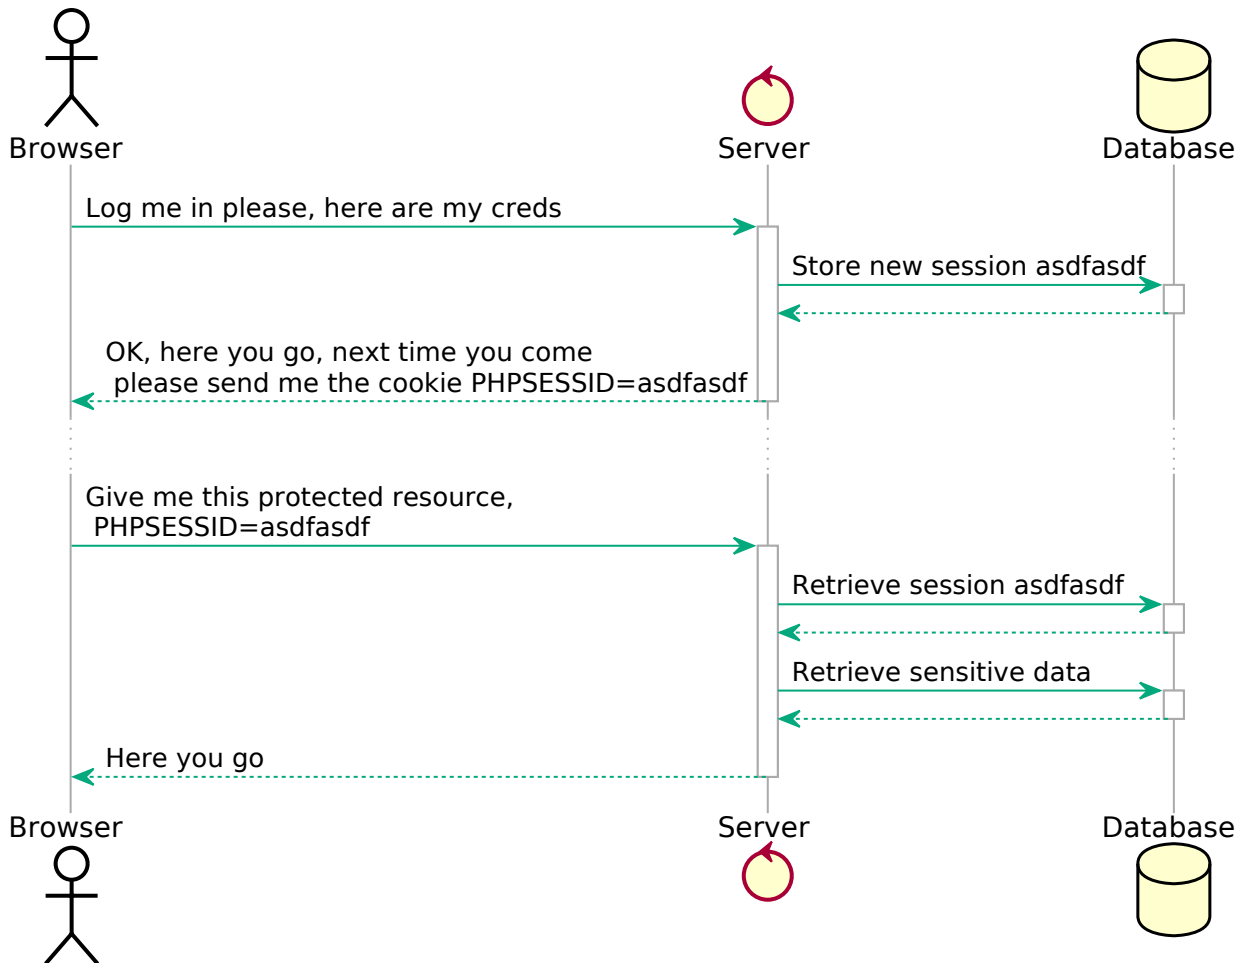 Browser
Server
Database
Log me in please, here are my creds
Store new session asdfasdf
OK, here you go, next time you come
please send me the cookie PHPSESSID=asdfasdf
Give me this protected resource,
PHPSESSID=asdfasdf
Retrieve session asdfasdf
Retrieve sensitive data
Here you go
Browser
Server
Database